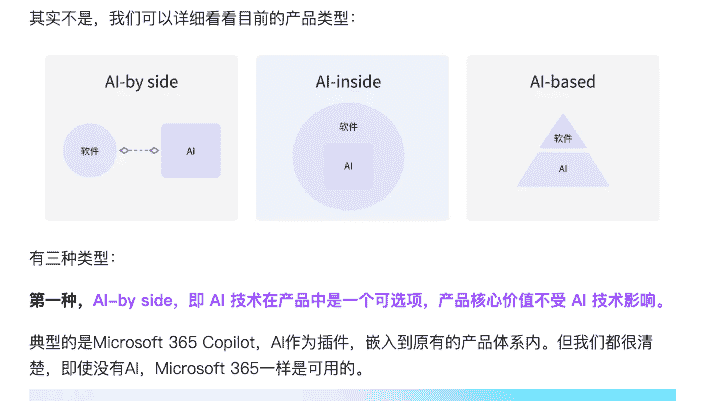 其实不是，我们可以详细看看目前的产品类型：
AI-by side
AI-inside
AI-based
软件
AI
软件
AI
软件
AI
有三种类型：
第一种，AI-by side，即 AI 技术在产品中是一个可选项，产品核心价值不受 AI 技术影响。
典型的是Microsoft 365 Copilot，AI作为插件，嵌入到原有的产品体系内。但我们都很清
楚，即使没有AI，Microsoft 365一样是可用的。